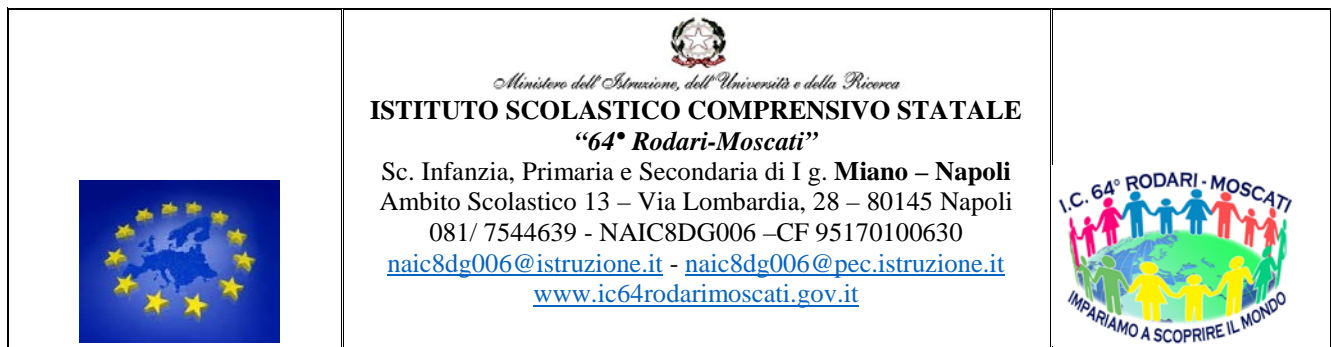 Ministero dell'Istruzione, dell'Università e della Ricerca
ISTITUTO SCOLASTICO COMPRENSIVO STATALE
“64° Rodari-Moscati”
Sc. Infanzia, Primaria e Secondaria di I g. Miano – Napoli
Ambito Scolastico 13 – Via Lombardia, 28 – 80145 Napoli
081/ 7544639 - NAIC8DG006 –CF 95170100630
naic8dg006@istruzione.it - naic8dg006@pec.istruzione.it
www.ic64rodarimoscati.gov.it
I.C. 64° RODARI - MOSCATI
IMPARIAMO A SCOPRIRE IL MONDO